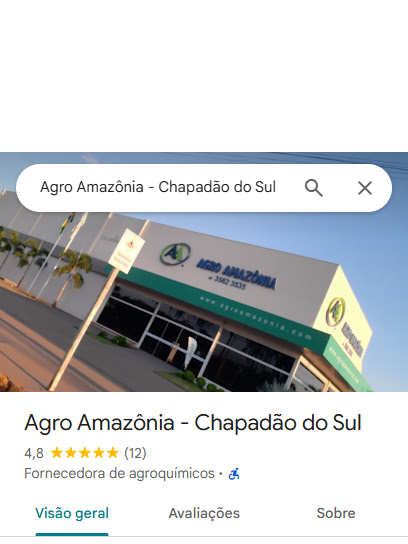 Agro Amazônia - Chapadão do Sul
AGRO AMAZÔNIA
3562 3535
www.agroamazonia.com
Agro Amazônia - Chapadão do Sul
4,8 (12)
Fornecedora de agroquímicos ·
Visão geral
Avaliações
Sobre